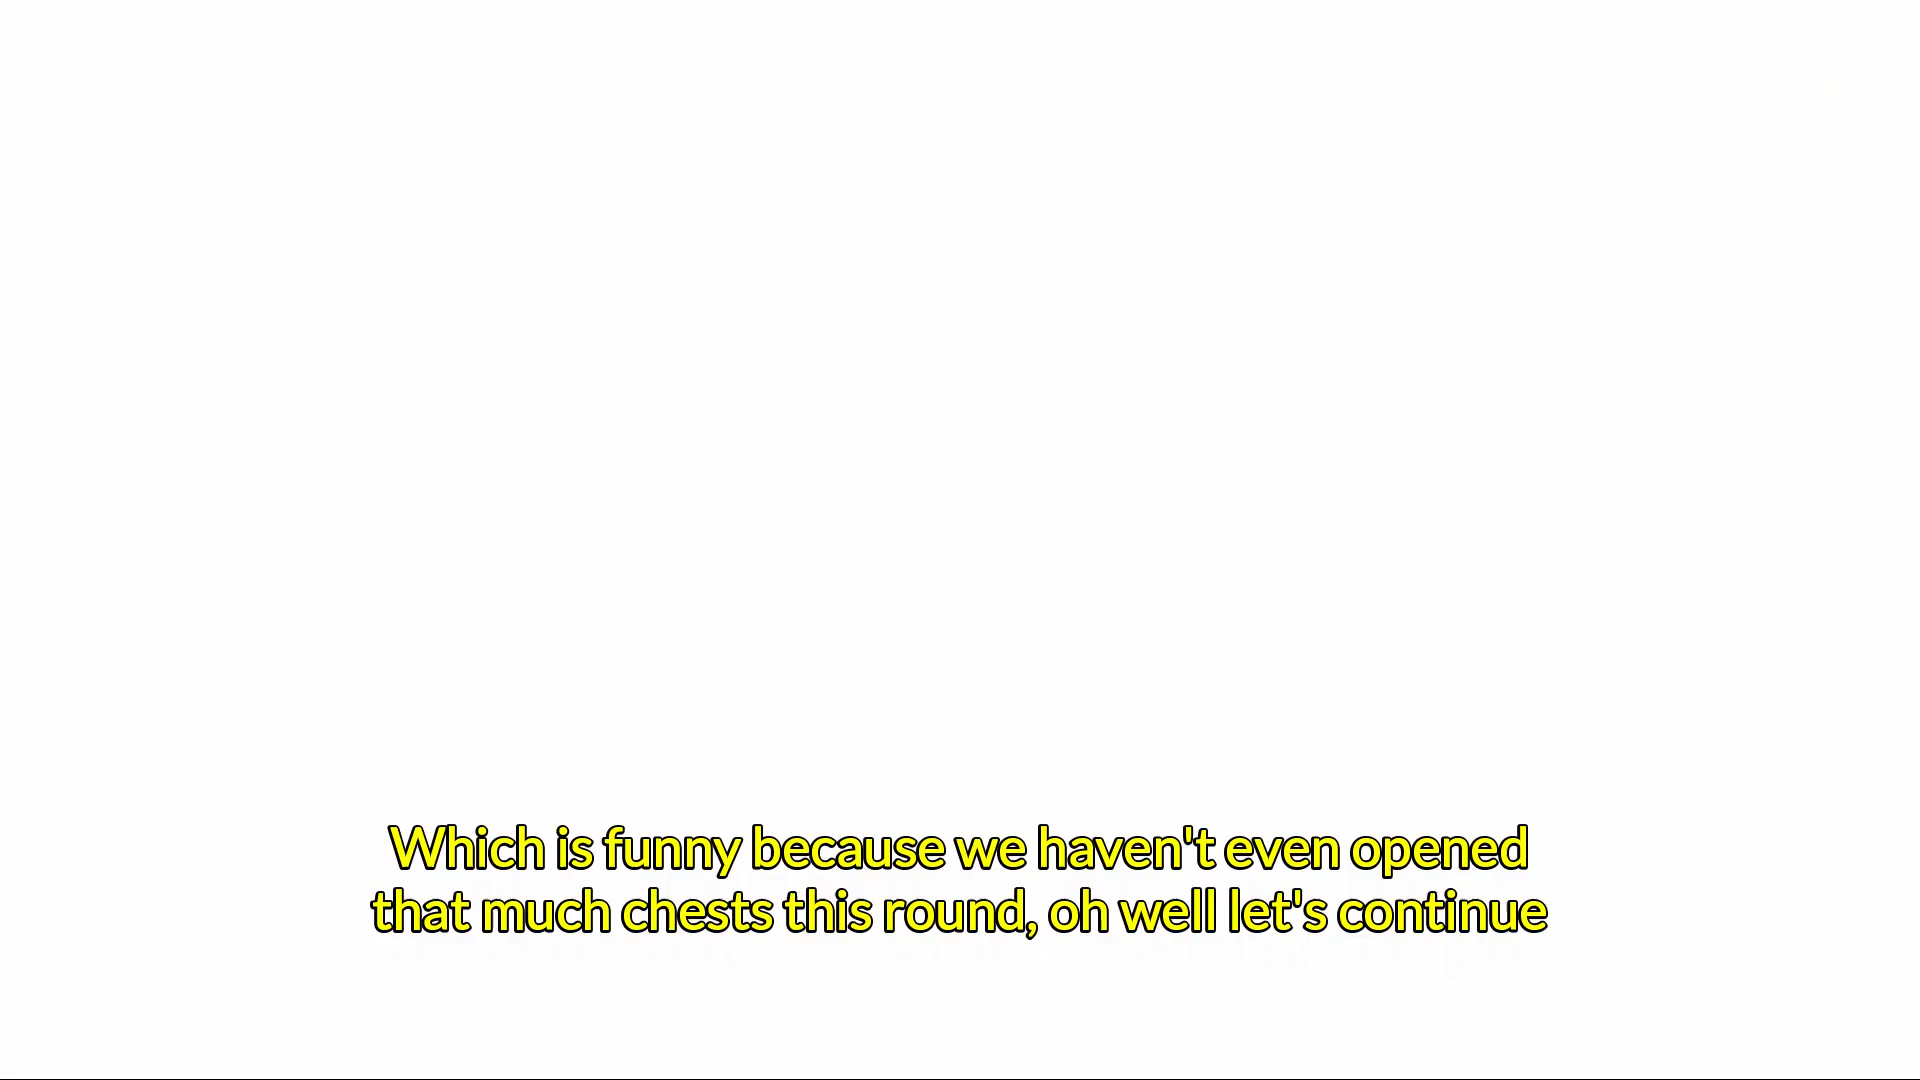 Which is funny because we haven't even opened
that much chests this round, oh well let's continue